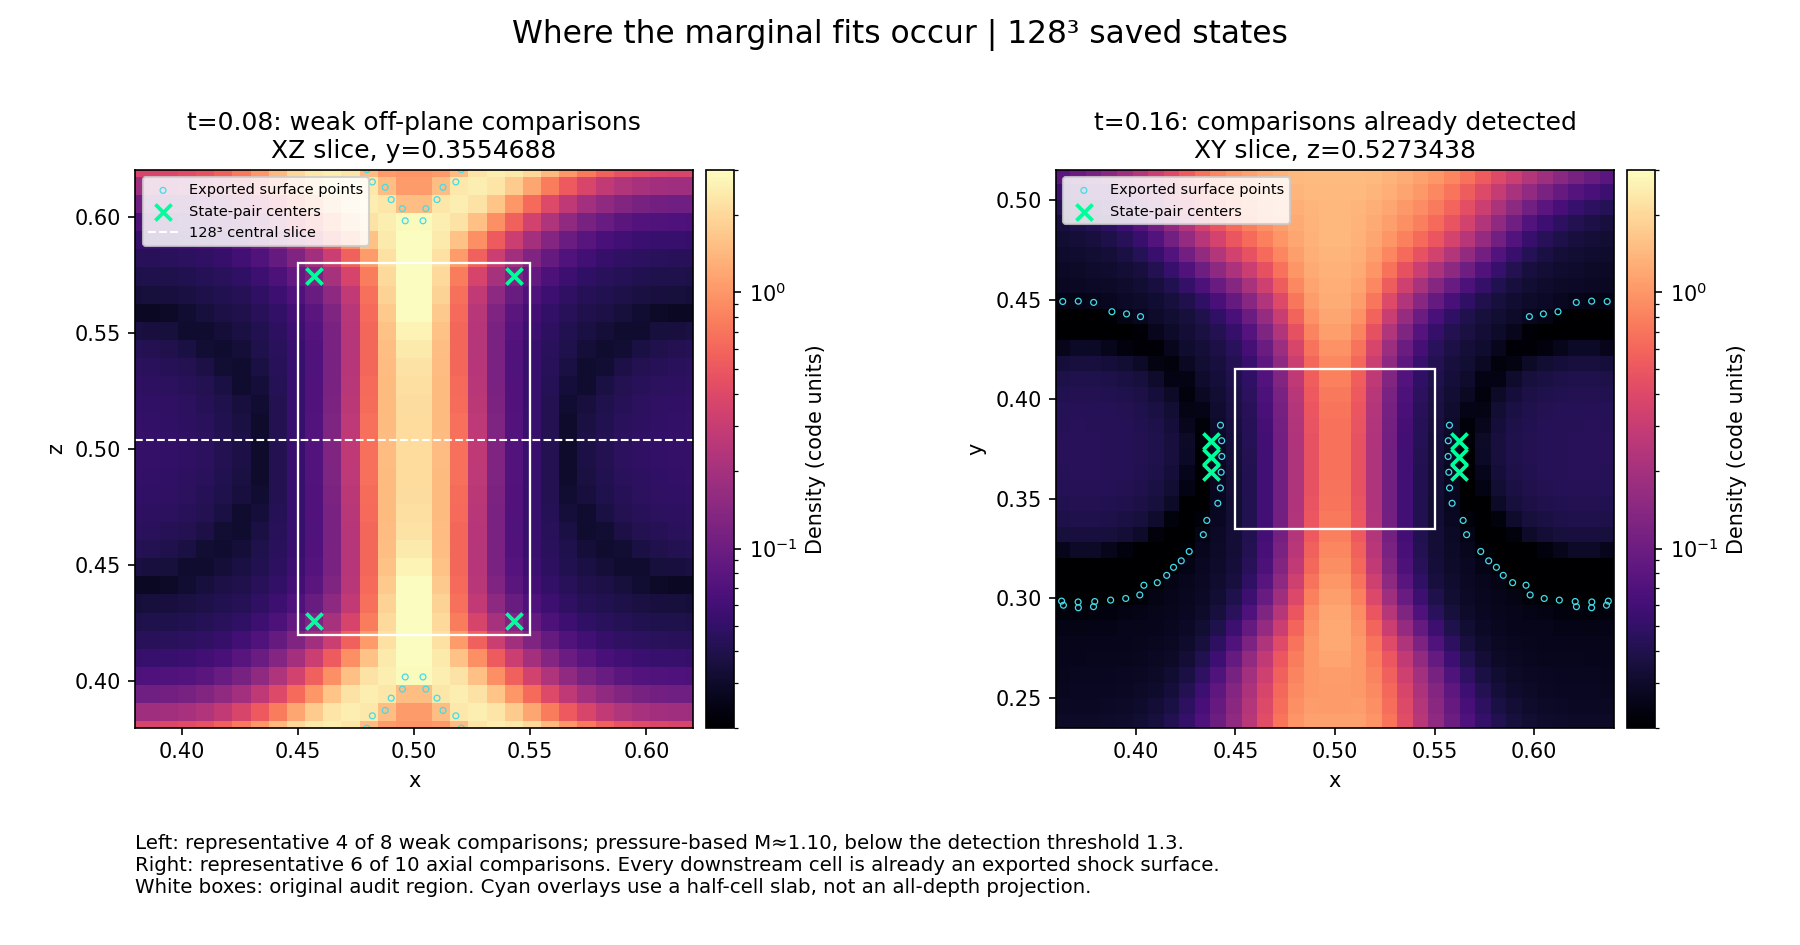 Where the marginal fits occur | 128³ saved states
t=0.08: weak off-plane comparisons
XZ slice, y=0.3554688
Exported surface points
State-pair centers
128³ central slice
0.60
0.55
0.50
0.45
0.40
z
0.40
0.45
0.50
0.55
0.60
x
10⁰
10⁻¹
Density (code units)
t=0.16: comparisons already detected
XY slice, z=0.5273438
Exported surface points
State-pair centers
0.50
0.45
0.40
0.35
0.30
0.25
y
0.40
0.45
0.50
0.55
0.60
x
10⁰
10⁻¹
Density (code units)
Left: representative 4 of 8 weak comparisons; pressure-based M≈1.10, below the detection threshold 1.3.
Right: representative 6 of 10 axial comparisons. Every downstream cell is already an exported shock surface.
White boxes: original audit region. Cyan overlays use a half-cell slab, not an all-depth projection.